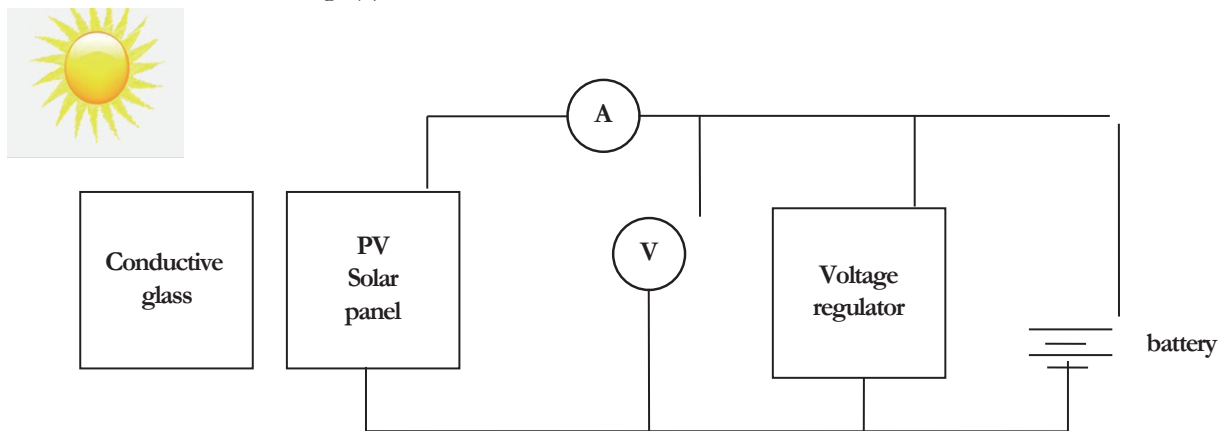 A
Conductive
glass
PV
Solar
panel
V
Voltage
regulator
battery